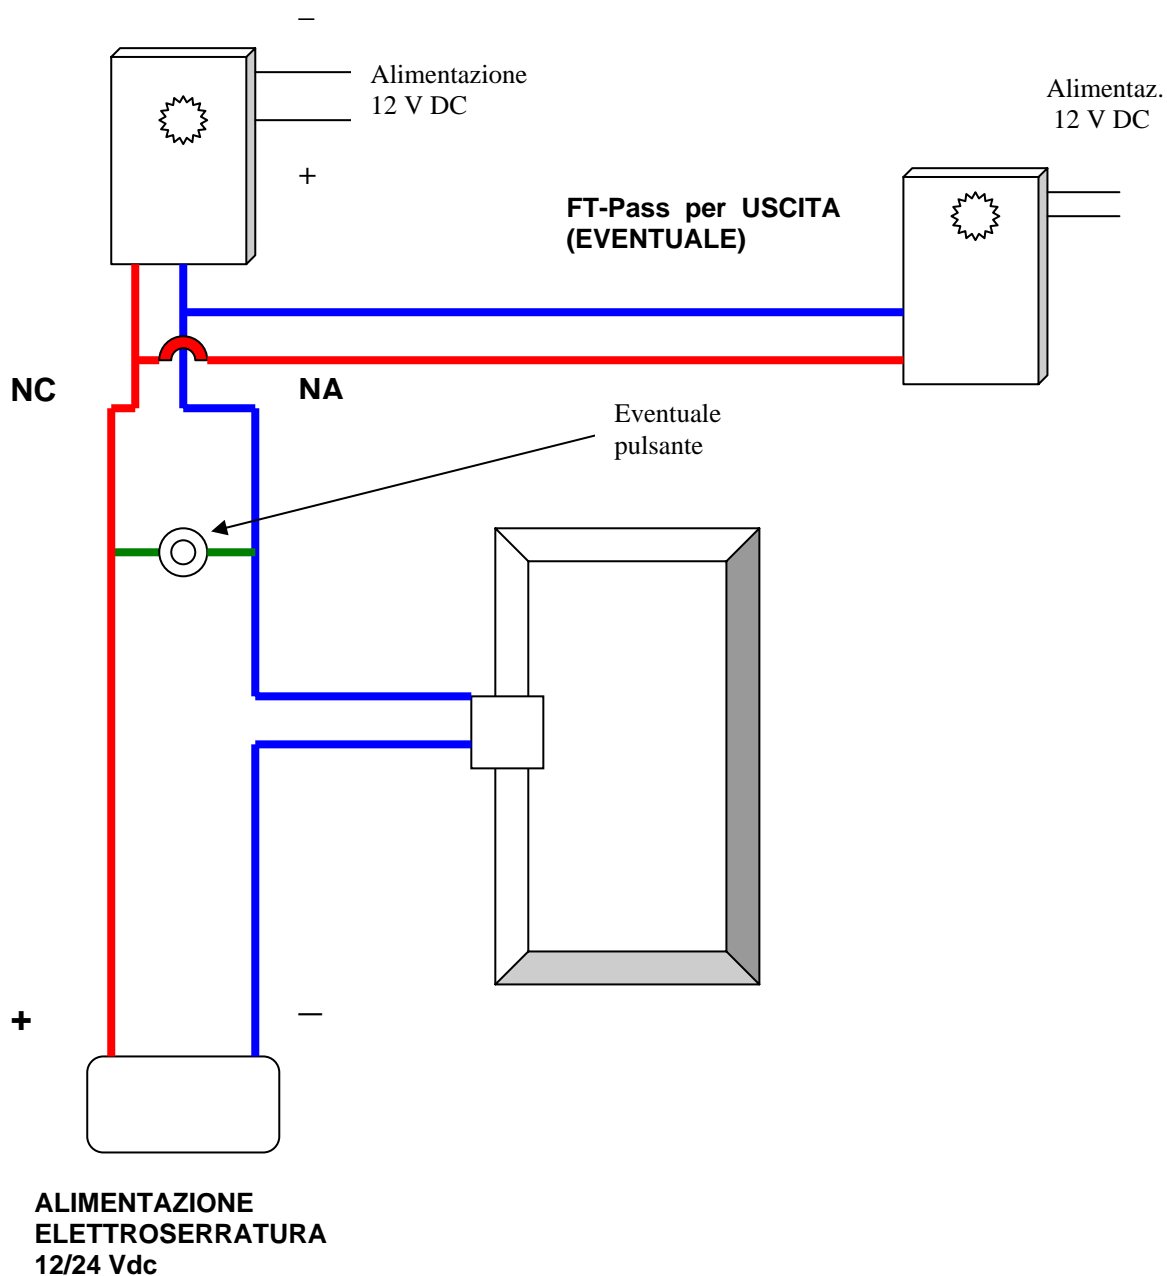 –
Alimentazione
12 V DC
Alimentaz.
12 V DC
+
FT-Pass per USCITA
(EVENTUALE)
NC
NA
Eventuale
pulsante
+
–
ALIMENTAZIONE
ELETTROSERRATURA
12/24 Vdc